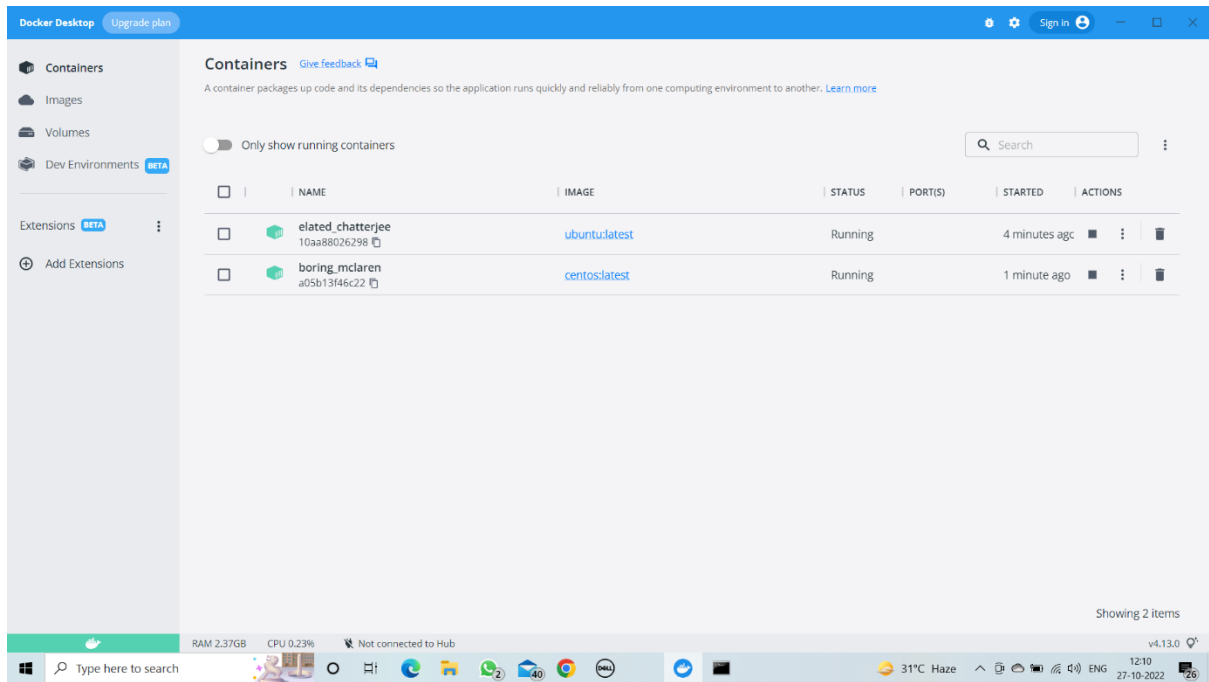 Docker Desktop Upgrade plan Sign in
Containers
Images
Volumes
Dev Environments BETA
Extensions BETA
Add Extensions
Containers Give feedback
A container packages up code and its dependencies so the application runs quickly and reliably from one computing environment to another. Learn more
Only show running containers Search
NAME IMAGE STATUS PORT(S) STARTED ACTIONS
elated_chatterjee ubuntu:latest Running 4 minutes agc
10aa88026298
boring_mclaren centos:latest Running 1 minute ago
a05b13f46c22
Showing 2 items
RAM 2.37GB CPU 0.23% Not connected to Hub v4.13.0
Type here to search 2 40 DELL 31°C Haze ENG 12:10
27-10-2022 26